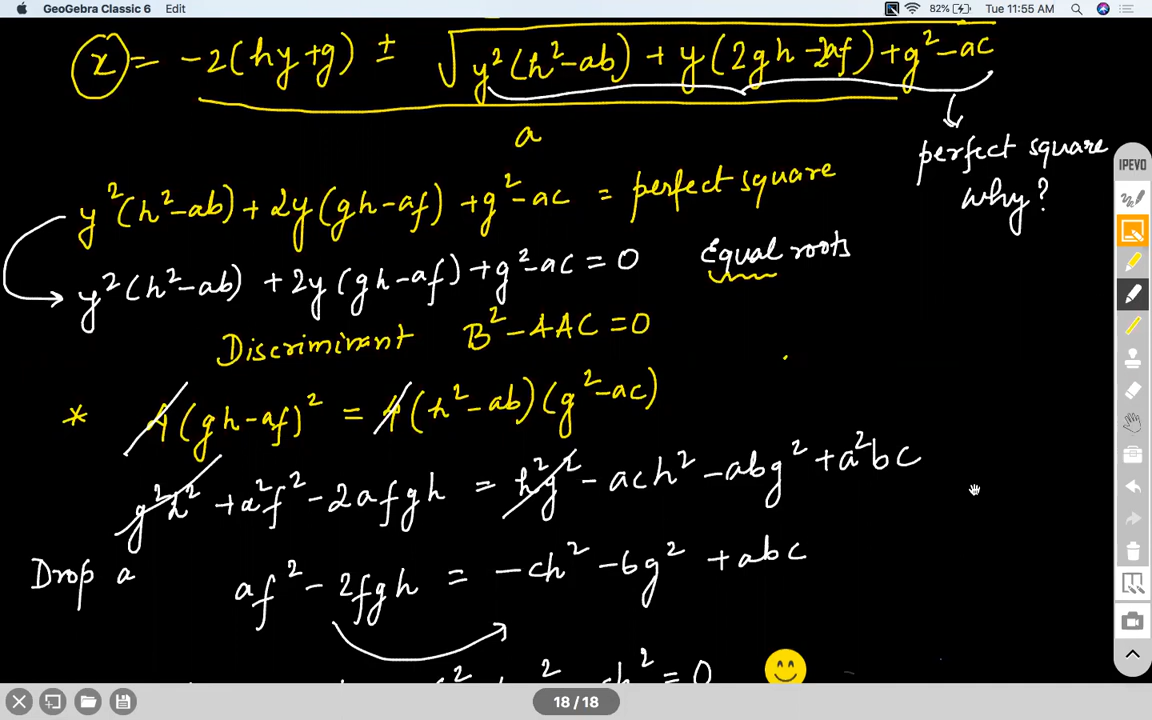 GeoGebra Classic 6 Edit 82% Tue 11:55 AM
x = -2(hy+g) ± √y²(h²-ab) + y(2gh-2af) + g²-ac
a
perfect square
why?
y²(h²-ab) + 2y(gh-af) + g²-ac = perfect square
y²(h²-ab) + 2y(gh-af) + g²-ac = 0 Equal roots
Discriminant B²-4AC = 0
* 4(gh-af)² = 4(h²-ab)(g²-ac)
g²h² + a²f² - 2afgh = h²g² - ach² - abg² + a²bc
Drop a af² - 2fgh = -ch² - bg² + abc
ch² = 0
IPEVO
18 / 18